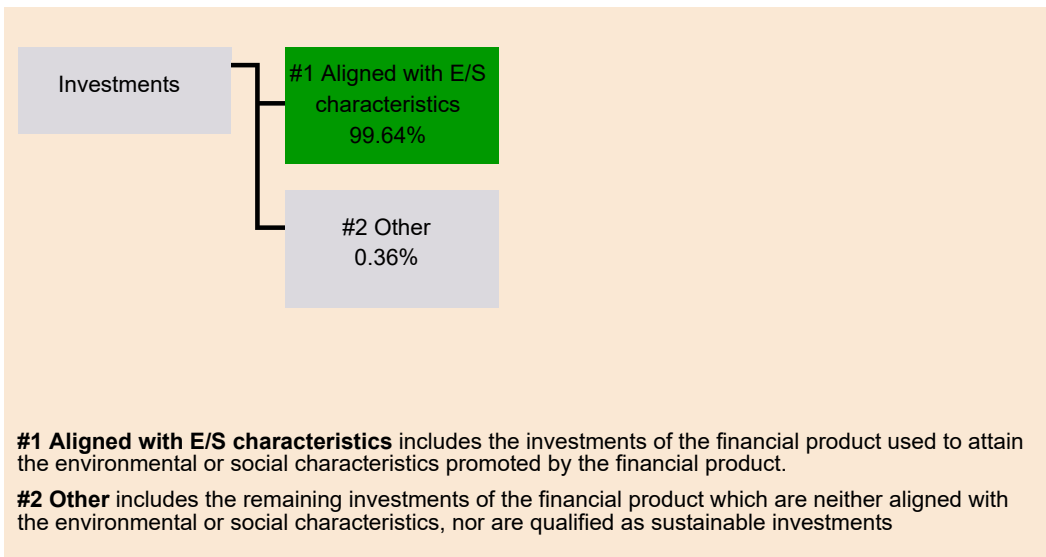 Investments
#1 Aligned with E/S
characteristics
99.64%
#2 Other
0.36%
#1 Aligned with E/S characteristics includes the investments of the financial product used to attain
the environmental or social characteristics promoted by the financial product.
#2 Other includes the remaining investments of the financial product which are neither aligned with
the environmental or social characteristics, nor are qualified as sustainable investments